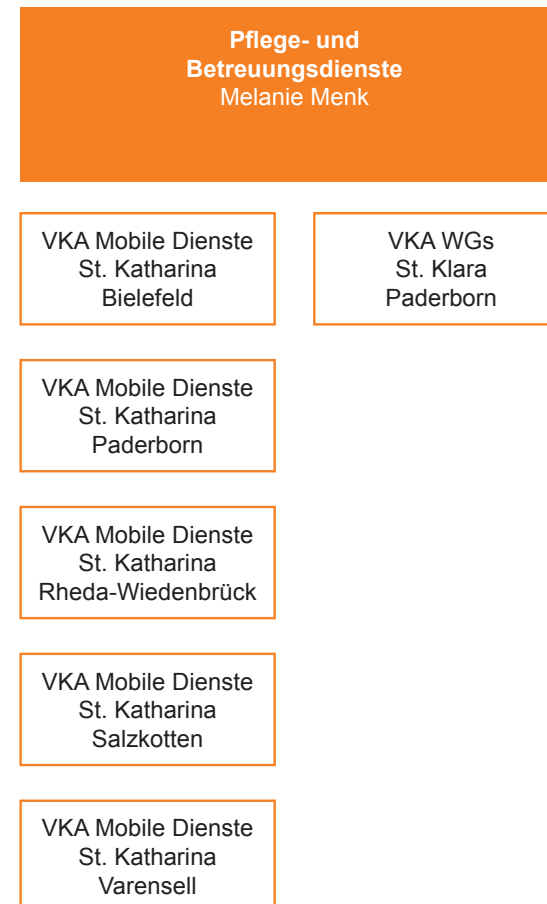 Pflege- und
Betreuungsdienste
Melanie Menk
VKA Mobile Dienste
St. Katharina
Bielefeld
VKA WGs
St. Klara
Paderborn
VKA Mobile Dienste
St. Katharina
Paderborn
VKA Mobile Dienste
St. Katharina
Rheda-Wiedenbrück
VKA Mobile Dienste
St. Katharina
Salzkotten
VKA Mobile Dienste
St. Katharina
Varensell